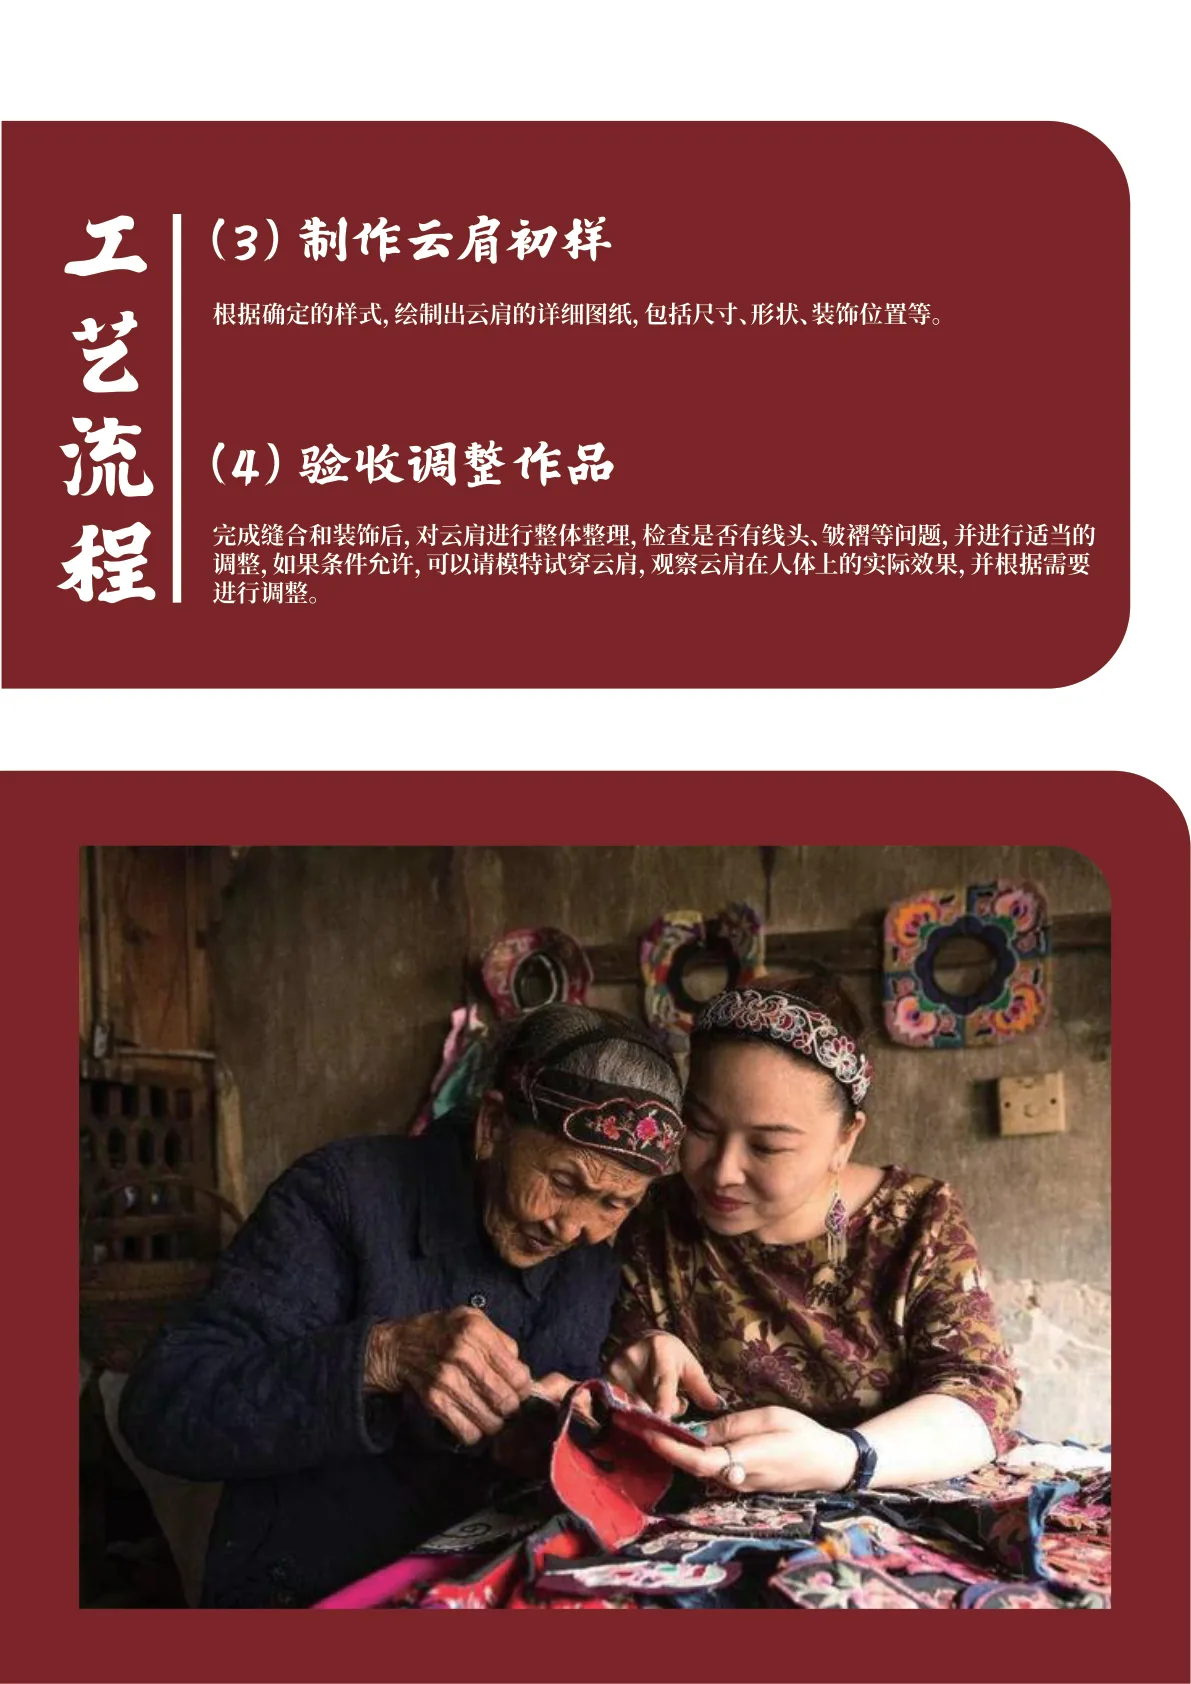 工艺流程
(3) 制作云肩初样
根据确定的样式, 绘制出云肩的详细图纸, 包括尺寸、形状、装饰位置等。
(4) 验收调整作品
完成缝合和装饰后, 对云肩进行整体整理, 检查是否有线头、皱褶等问题, 并进行适当的
调整, 如果条件允许, 可以请模特试穿云肩, 观察云肩在人体上的实际效果, 并根据需要
进行调整。